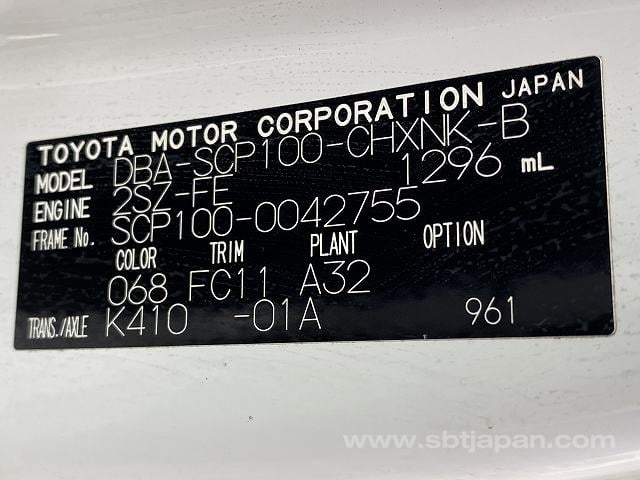 TOYOTA MOTOR CORPORATION JAPAN
MODEL DBA-SCP100-CHXNK-B
ENGINE 2SZ-FE 1296 mL
FRAME No. SCP100-0042755
COLOR TRIM PLANT OPTION
068 FC11 A32
TRANS./AXLE K410 -01A 961
www.sbtjapan.com